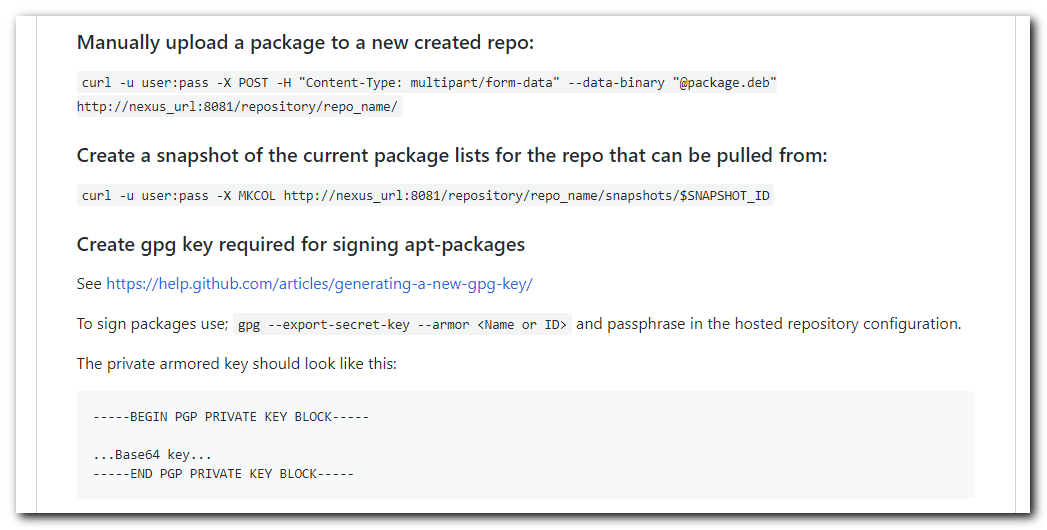 Manually upload a package to a new created repo:
curl -u user:pass -X POST -H "Content-Type: multipart/form-data" --data-binary "@package.deb"
http://nexus_url:8081/repository/repo_name/
Create a snapshot of the current package lists for the repo that can be pulled from:
curl -u user:pass -X MKCOL http://nexus_url:8081/repository/repo_name/snapshots/$SNAPSHOT_ID
Create gpg key required for signing apt-packages
See https://help.github.com/articles/generating-a-new-gpg-key/
To sign packages use; gpg --export-secret-key --armor <Name or ID> and passphrase in the hosted repository configuration.
The private armored key should look like this:
-----BEGIN PGP PRIVATE KEY BLOCK-----
...Base64 key...
-----END PGP PRIVATE KEY BLOCK-----